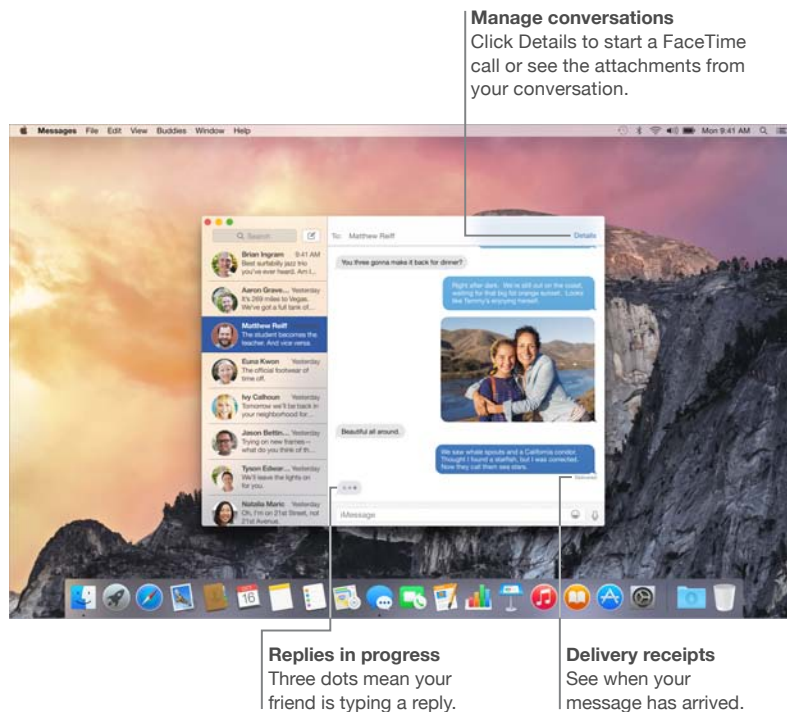 Manage conversations
Click Details to start a FaceTime
call or see the attachments from
your conversation.
Messages File Edit View Buddies Window Help
Mon 9:41 AM
Search
To: Matthew Reiff
Details
Brian Ingram 9:41 AM
Best surfabilly jazz trio
you've ever heard. Am I...
Aaron Grave... Yesterday
It's 269 miles to Vegas.
We've got a full tank of...
Matthew Reiff
The student becomes the
teacher. And vice versa.
Euna Kwon Yesterday
The official footwear of
time off.
Ivy Calhoun Yesterday
Tomorrow we'll be back in
your neighborhood for...
Jason Bettin... Yesterday
Trying on new frames—
what do you think of th...
Tyson Edwar... Yesterday
We'll leave the lights on
for you.
Natalia Maric Yesterday
Oh, I'm on 21st Street, not
21st Avenue.
You three gonna make it back for dinner?
Right after dark. We're still out on the coast,
waiting for that big fat orange sunset. Looks
like Tammy's enjoying herself.
Beautiful all around.
We saw whale spouts and a California condor.
Thought I found a starfish, but I was corrected.
Now they call them sea stars.
Delivered
iMessage
16
Replies in progress
Three dots mean your
friend is typing a reply.
Delivery receipts
See when your
message has arrived.